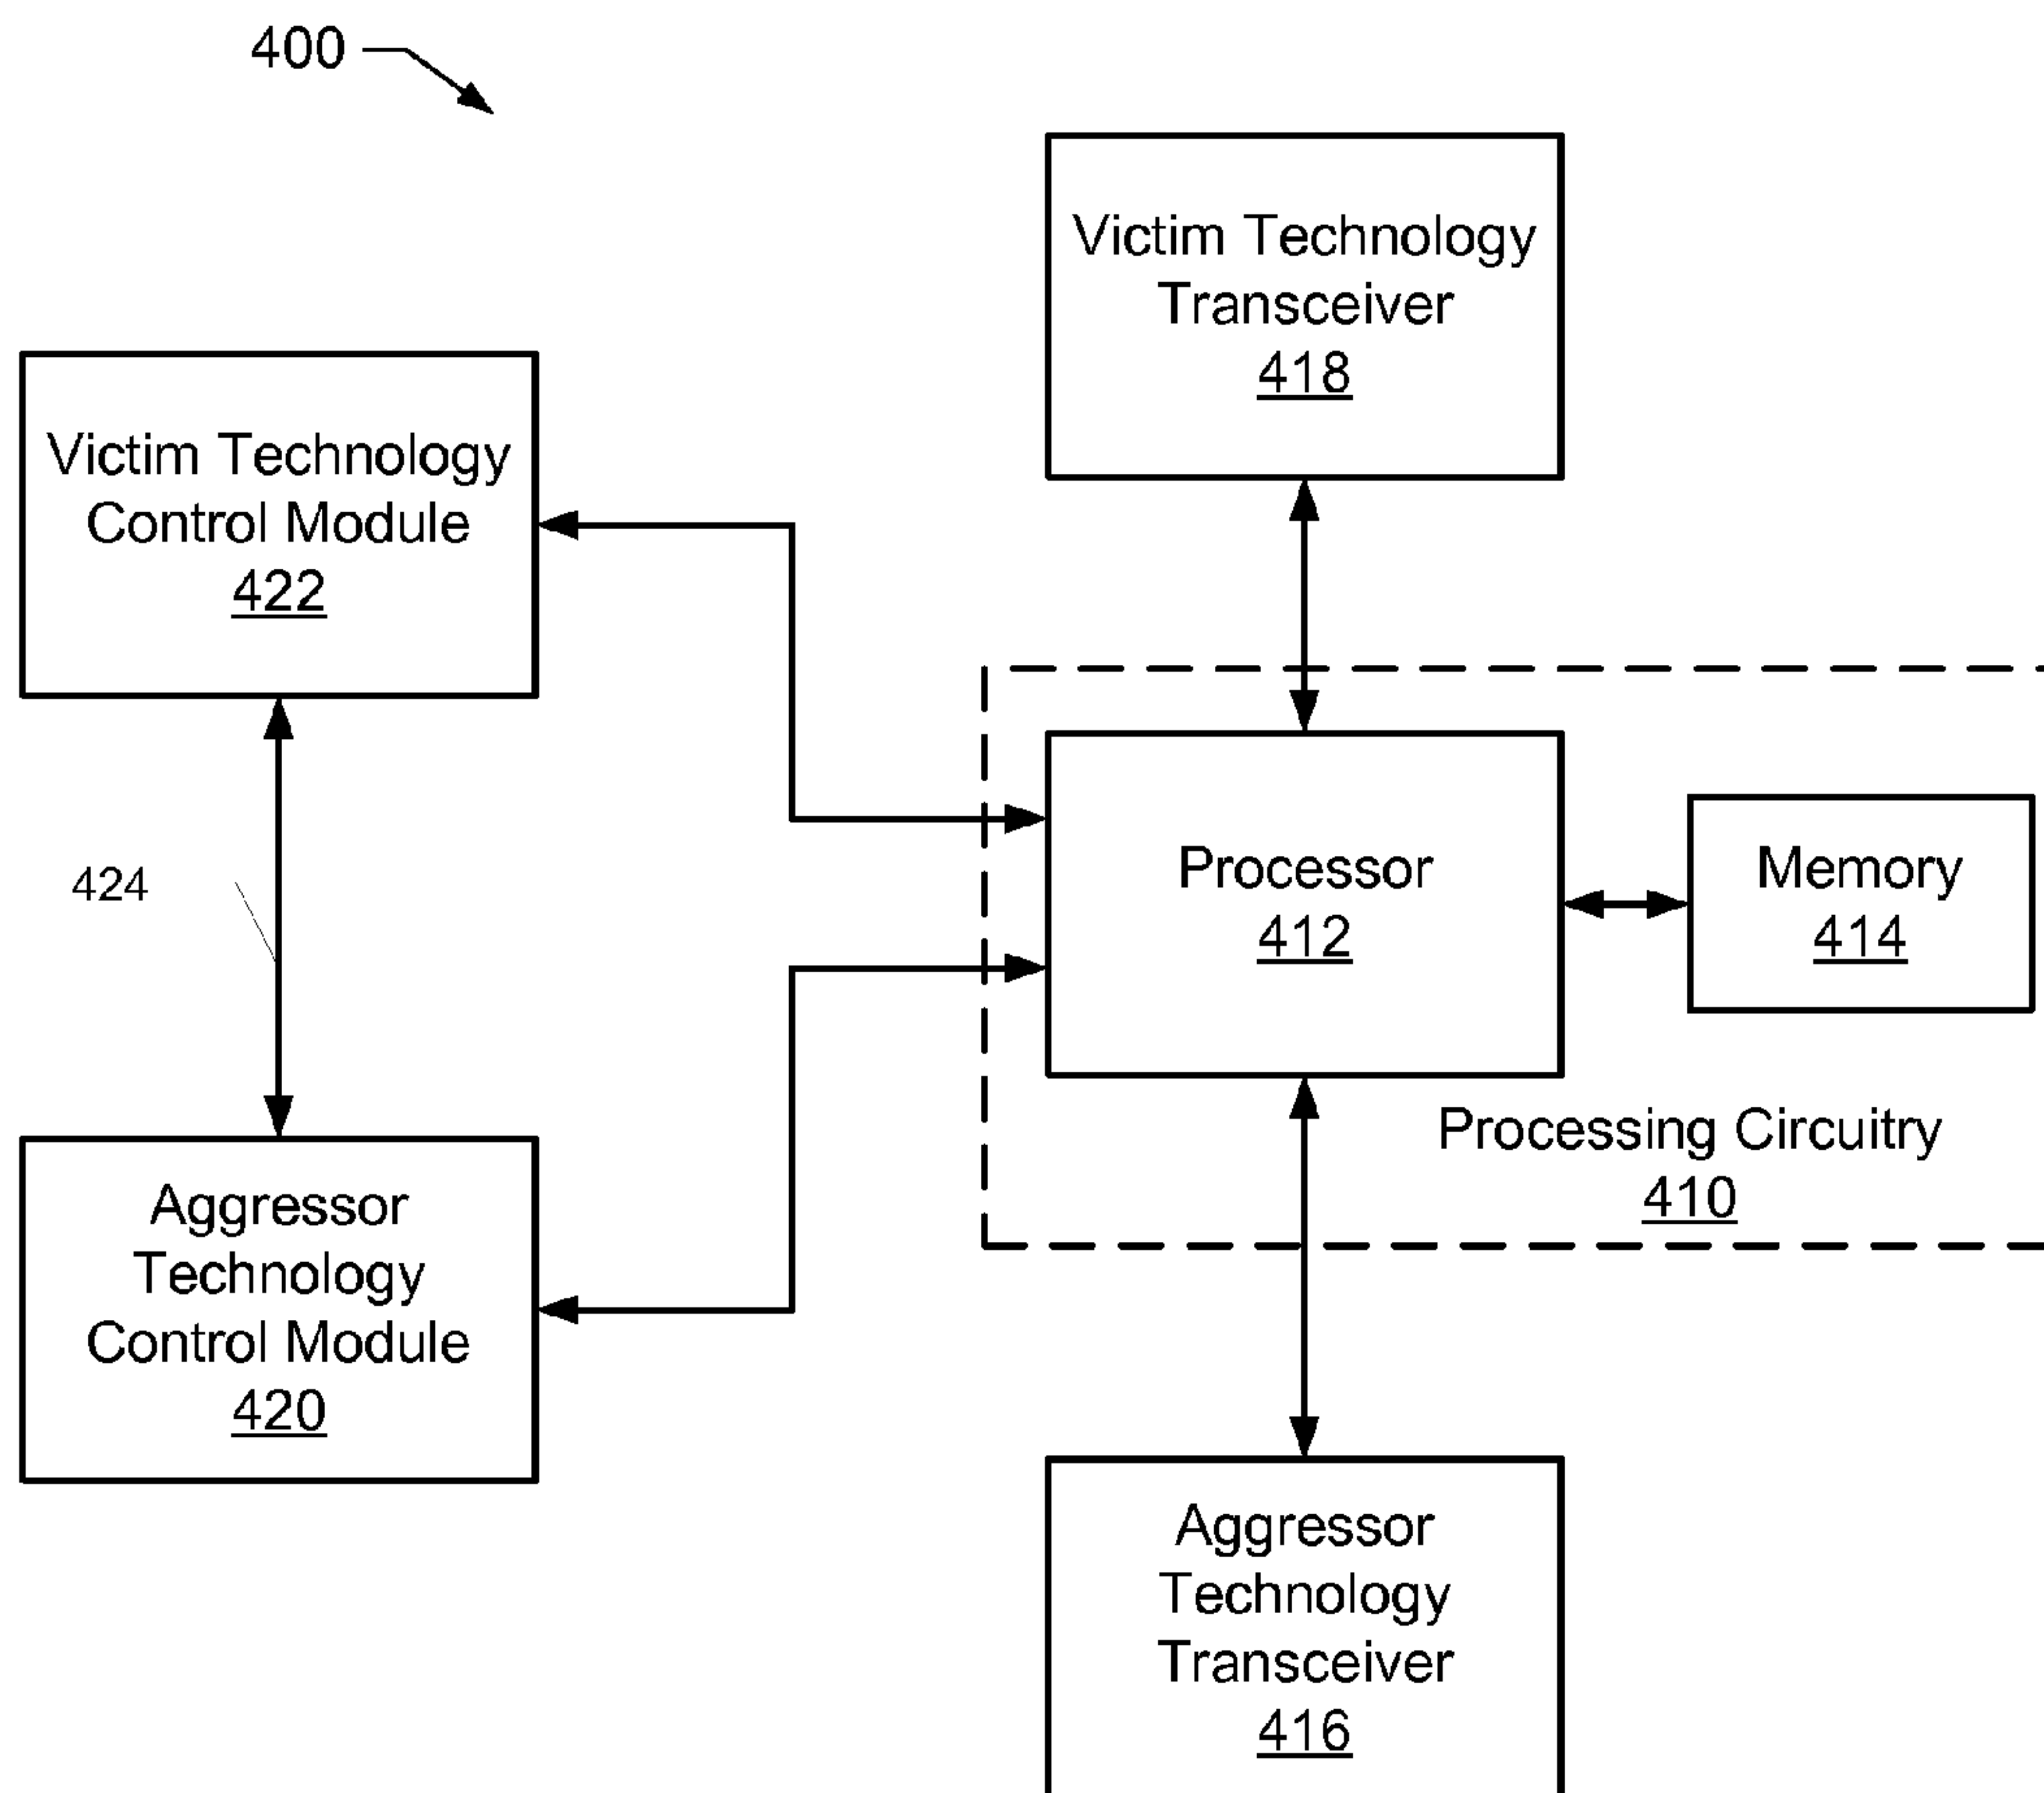 400
Victim Technology
Transceiver
418
Victim Technology
Control Module
422
424
Processor
412
Memory
414
Processing Circuitry
410
Aggressor
Technology
Control Module
420
Aggressor
Technology
Transceiver
416